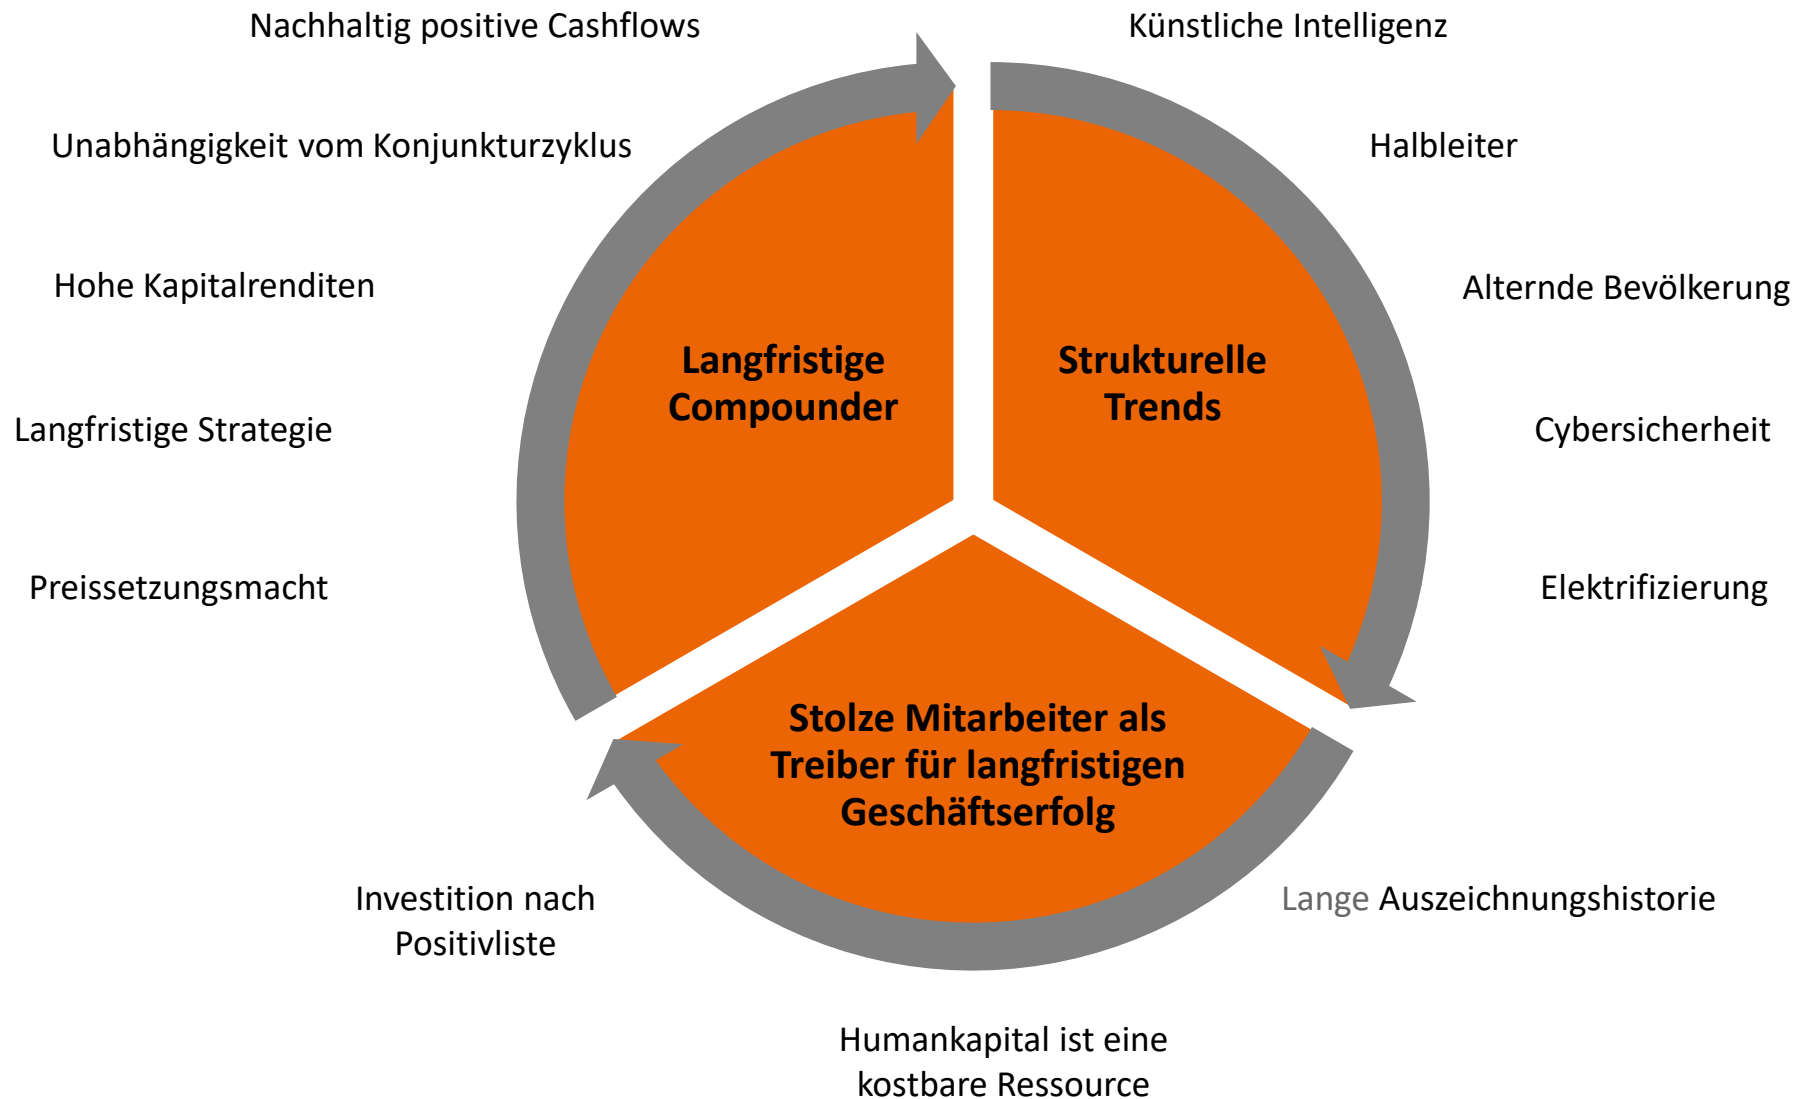 Nachhaltig positive Cashflows
Künstliche Intelligenz
Unabhängigkeit vom Konjunkturzyklus
Halbleiter
Hohe Kapitalrenditen
Alternde Bevölkerung
Langfristige
Compounder
Strukturelle
Trends
Langfristige Strategie
Cybersicherheit
Preissetzungsmacht
Elektrifizierung
Stolze Mitarbeiter als
Treiber für langfristigen
Geschäftserfolg
Investition nach
Positivliste
Lange Auszeichnungshistorie
Humankapital ist eine
kostbare Ressource